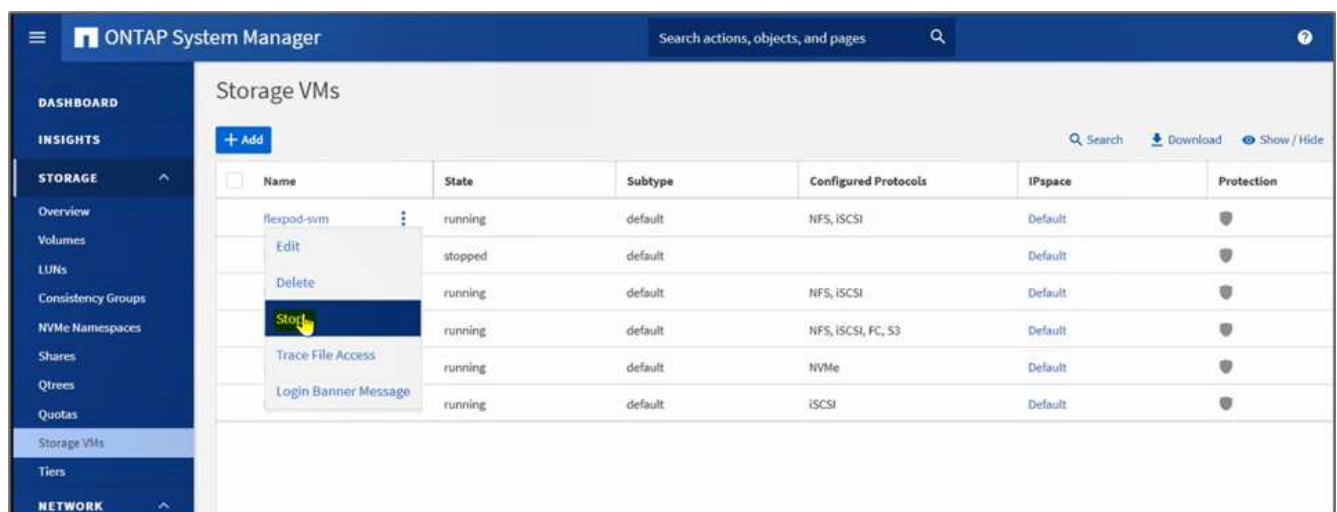 ONTAP System Manager
Search actions, objects, and pages
DASHBOARD
INSIGHTS
STORAGE
Overview
Volumes
LUNs
Consistency Groups
NVMe Namespaces
Shares
Qtrees
Quotas
Storage VMs
Tiers
NETWORK
Storage VMs
+ Add
Search Download Show / Hide
Name State Subtype Configured Protocols IPspace Protection
flexpod-svm running default NFS, iSCSI Default
stopped default Default
running default NFS, iSCSI Default
running default NFS, iSCSI, FC, S3 Default
running default NVMe Default
running default iSCSI Default
Edit
Delete
Stop
Trace File Access
Login Banner Message